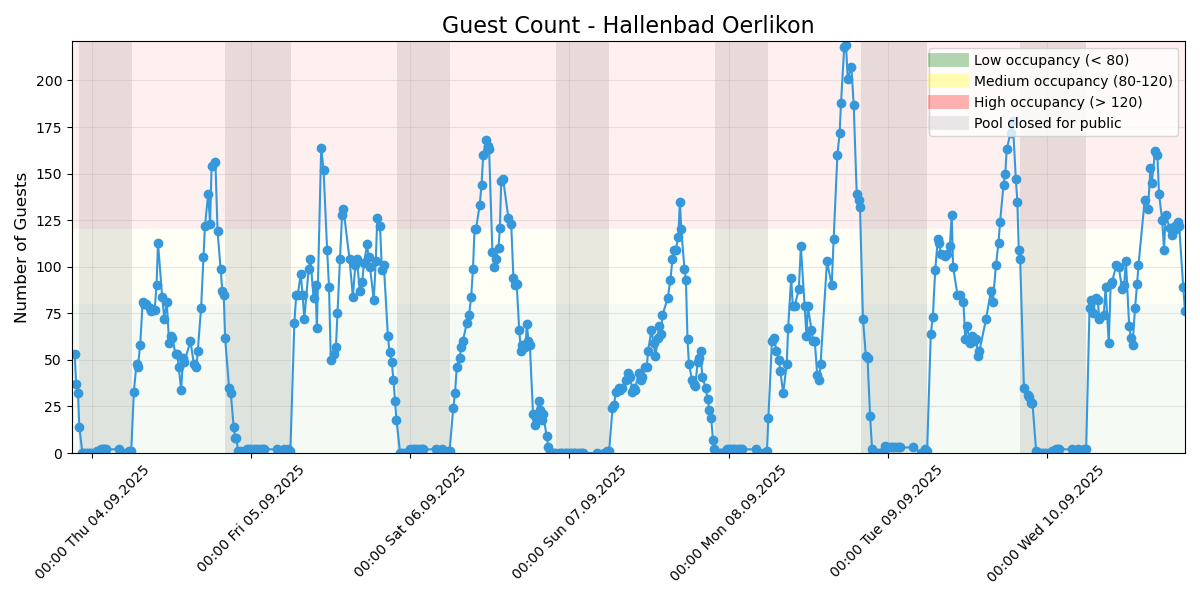 Guest Count - Hallenbad Oerlikon
Number of Guests
200
175
150
125
100
75
50
25
0
Low occupancy (< 80)
Medium occupancy (80-120)
High occupancy (> 120)
Pool closed for public
00:00 Thu 04.09.2025
00:00 Fri 05.09.2025
00:00 Sat 06.09.2025
00:00 Sun 07.09.2025
00:00 Mon 08.09.2025
00:00 Tue 09.09.2025
00:00 Wed 10.09.2025